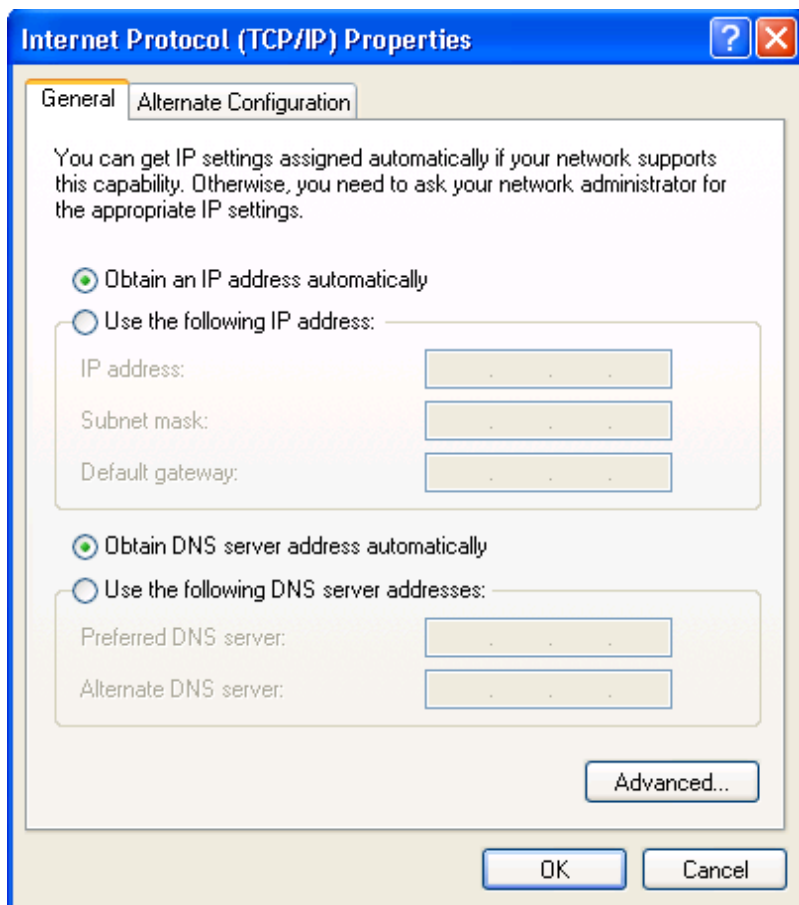 Internet Protocol (TCP/IP) Properties
General
Alternate Configuration
You can get IP settings assigned automatically if your network supports
this capability. Otherwise, you need to ask your network administrator for
the appropriate IP settings.
Obtain an IP address automatically
Use the following IP address:
IP address:
Subnet mask:
Default gateway:
Obtain DNS server address automatically
Use the following DNS server addresses:
Preferred DNS server:
Alternate DNS server:
Advanced...
OK
Cancel